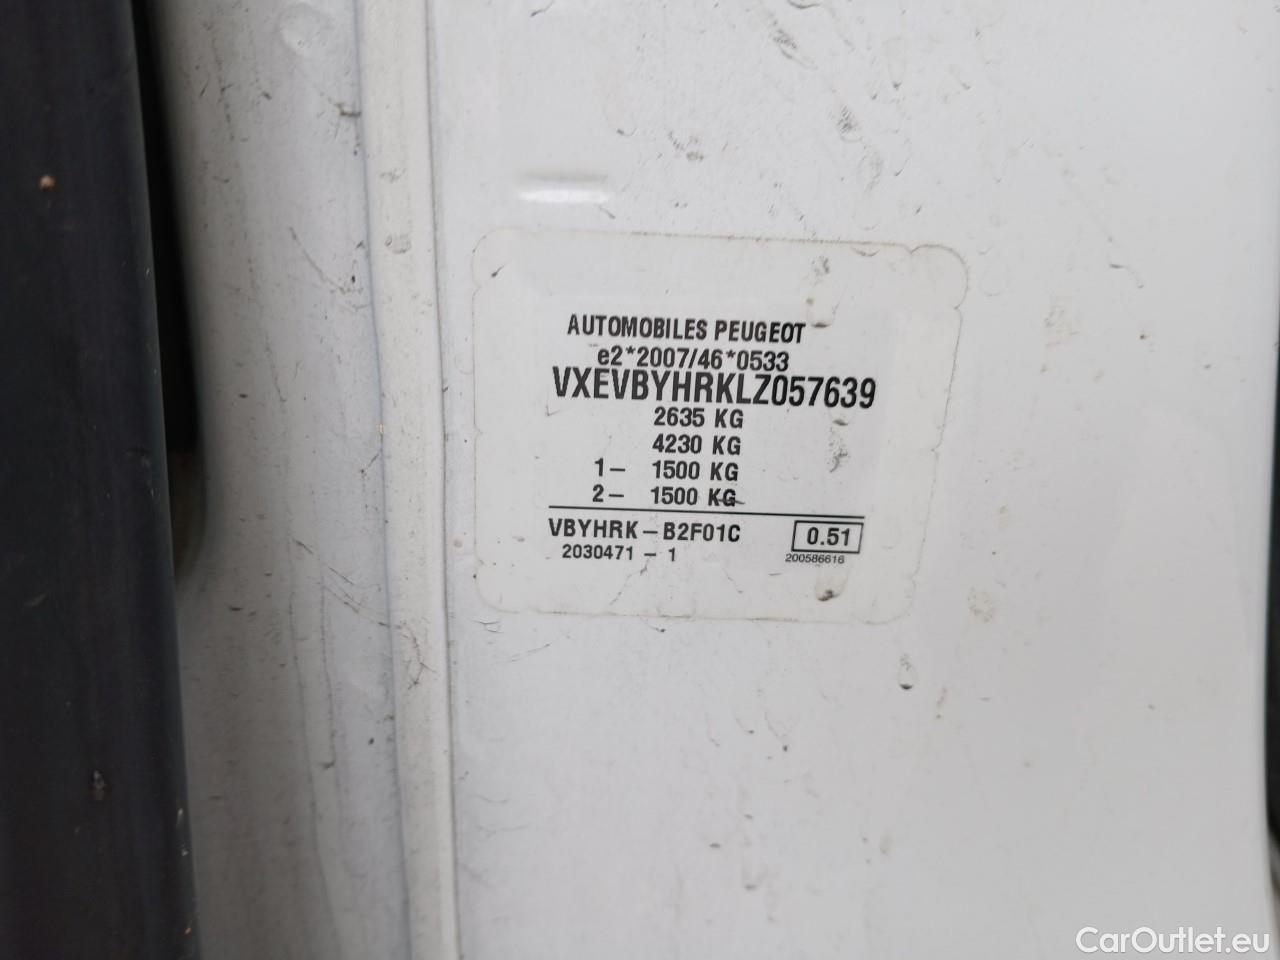 AUTOMOBILES PEUGEOT
e2*2007/46*0533
VXEVBYHRKLZ057639
2635 KG
4230 KG
1- 1500 KG
2- 1500 KG
VBYHRK-B2F01C 0.51
2030471-1 200586616
CarOutlet.eu